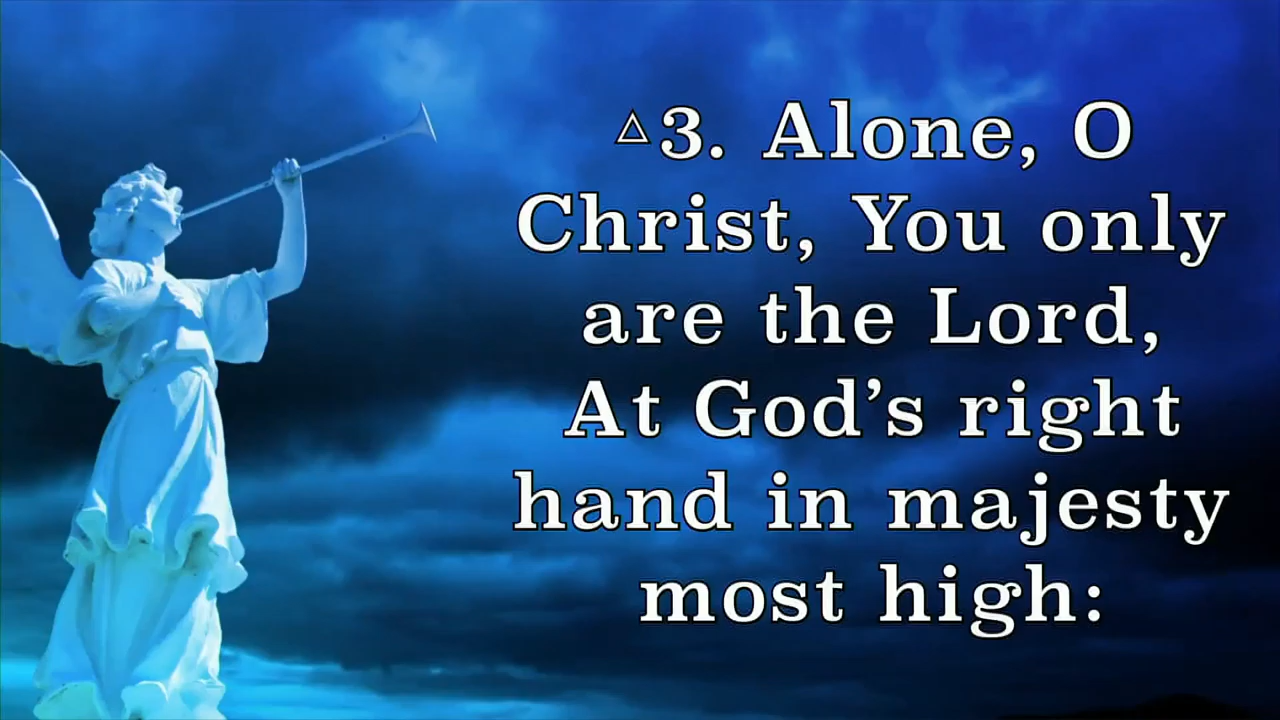 △3. Alone, O
Christ, You only
are the Lord,
At God’s right
hand in majesty
most high: